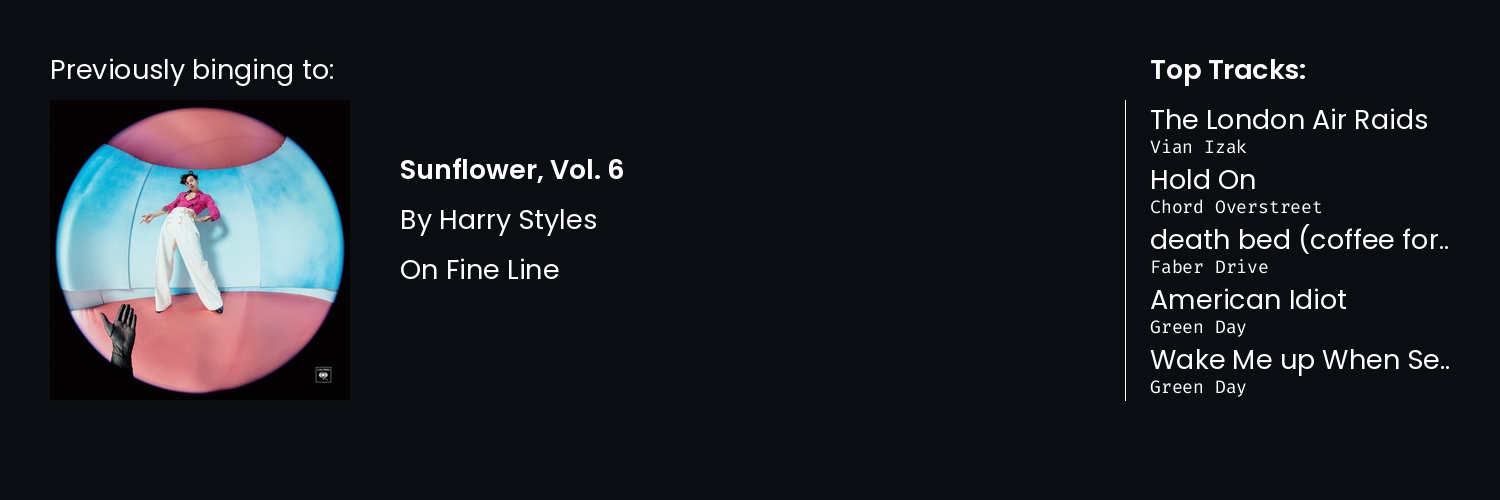 Previously binging to:
Sunflower, Vol. 6
By Harry Styles
On Fine Line
Top Tracks:
The London Air Raids
Vian Izak
Hold On
Chord Overstreet
death bed (coffee for..
Faber Drive
American Idiot
Green Day
Wake Me up When Se..
Green Day